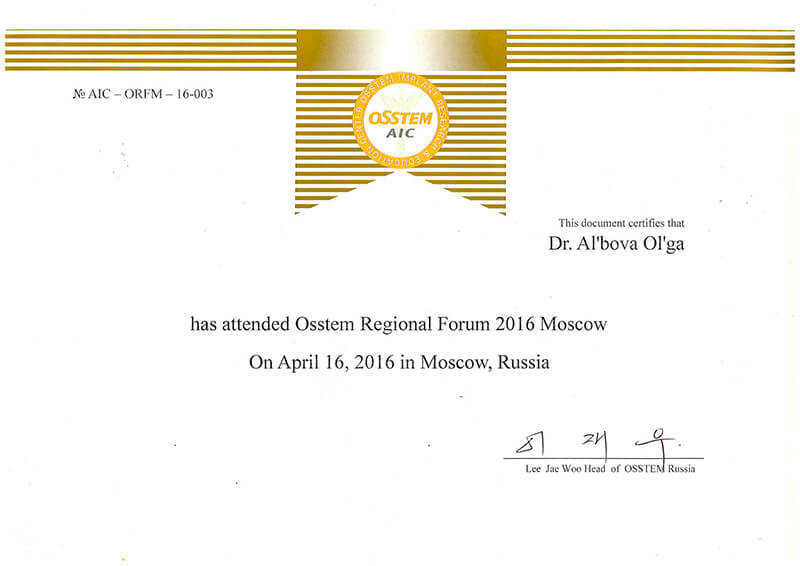 № AIC – ORFM – 16-003
OSSTEM IMPLANT RESEARCH & EDUCATION CENTER
OSSTEM
AIC
This document certifies that
Dr. Al'bova Ol'ga
has attended Osstem Regional Forum 2016 Moscow
On April 16, 2016 in Moscow, Russia
Lee Jae Woo Head of OSSTEM Russia